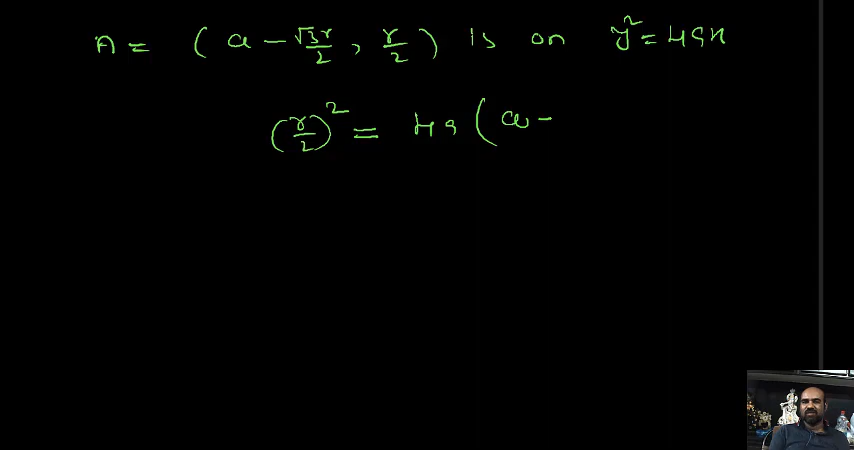 A = (a - √3r/2, r/2) is on y² = 4ax
(r/2)² = 4a(a -